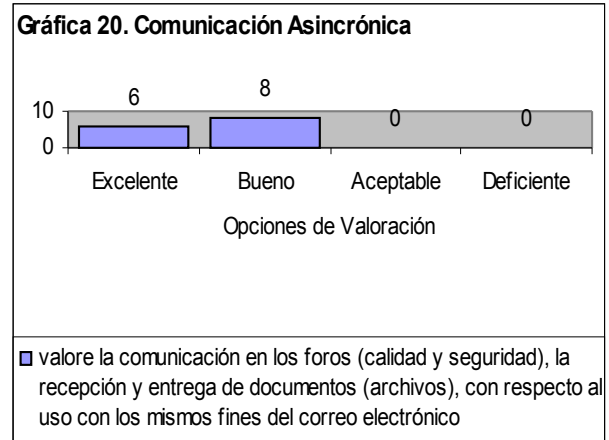 Gráfica 20. Comunicación Asincrónica
6 8 0 0
10
0
Excelente Bueno Aceptable Deficiente
Opciones de Valoración
valore la comunicación en los foros (calidad y seguridad), la
recepción y entrega de documentos (archivos), con respecto al
uso con los mismos fines del correo electrónico